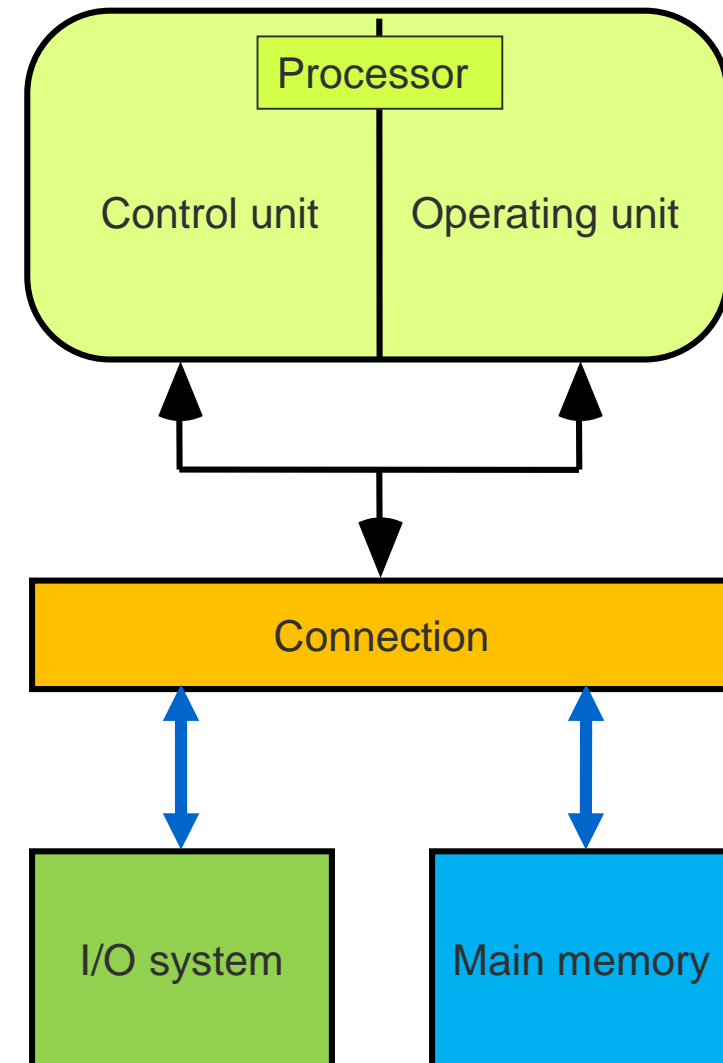 Processor
Control unit
Operating unit
Connection
I/O system
Main memory